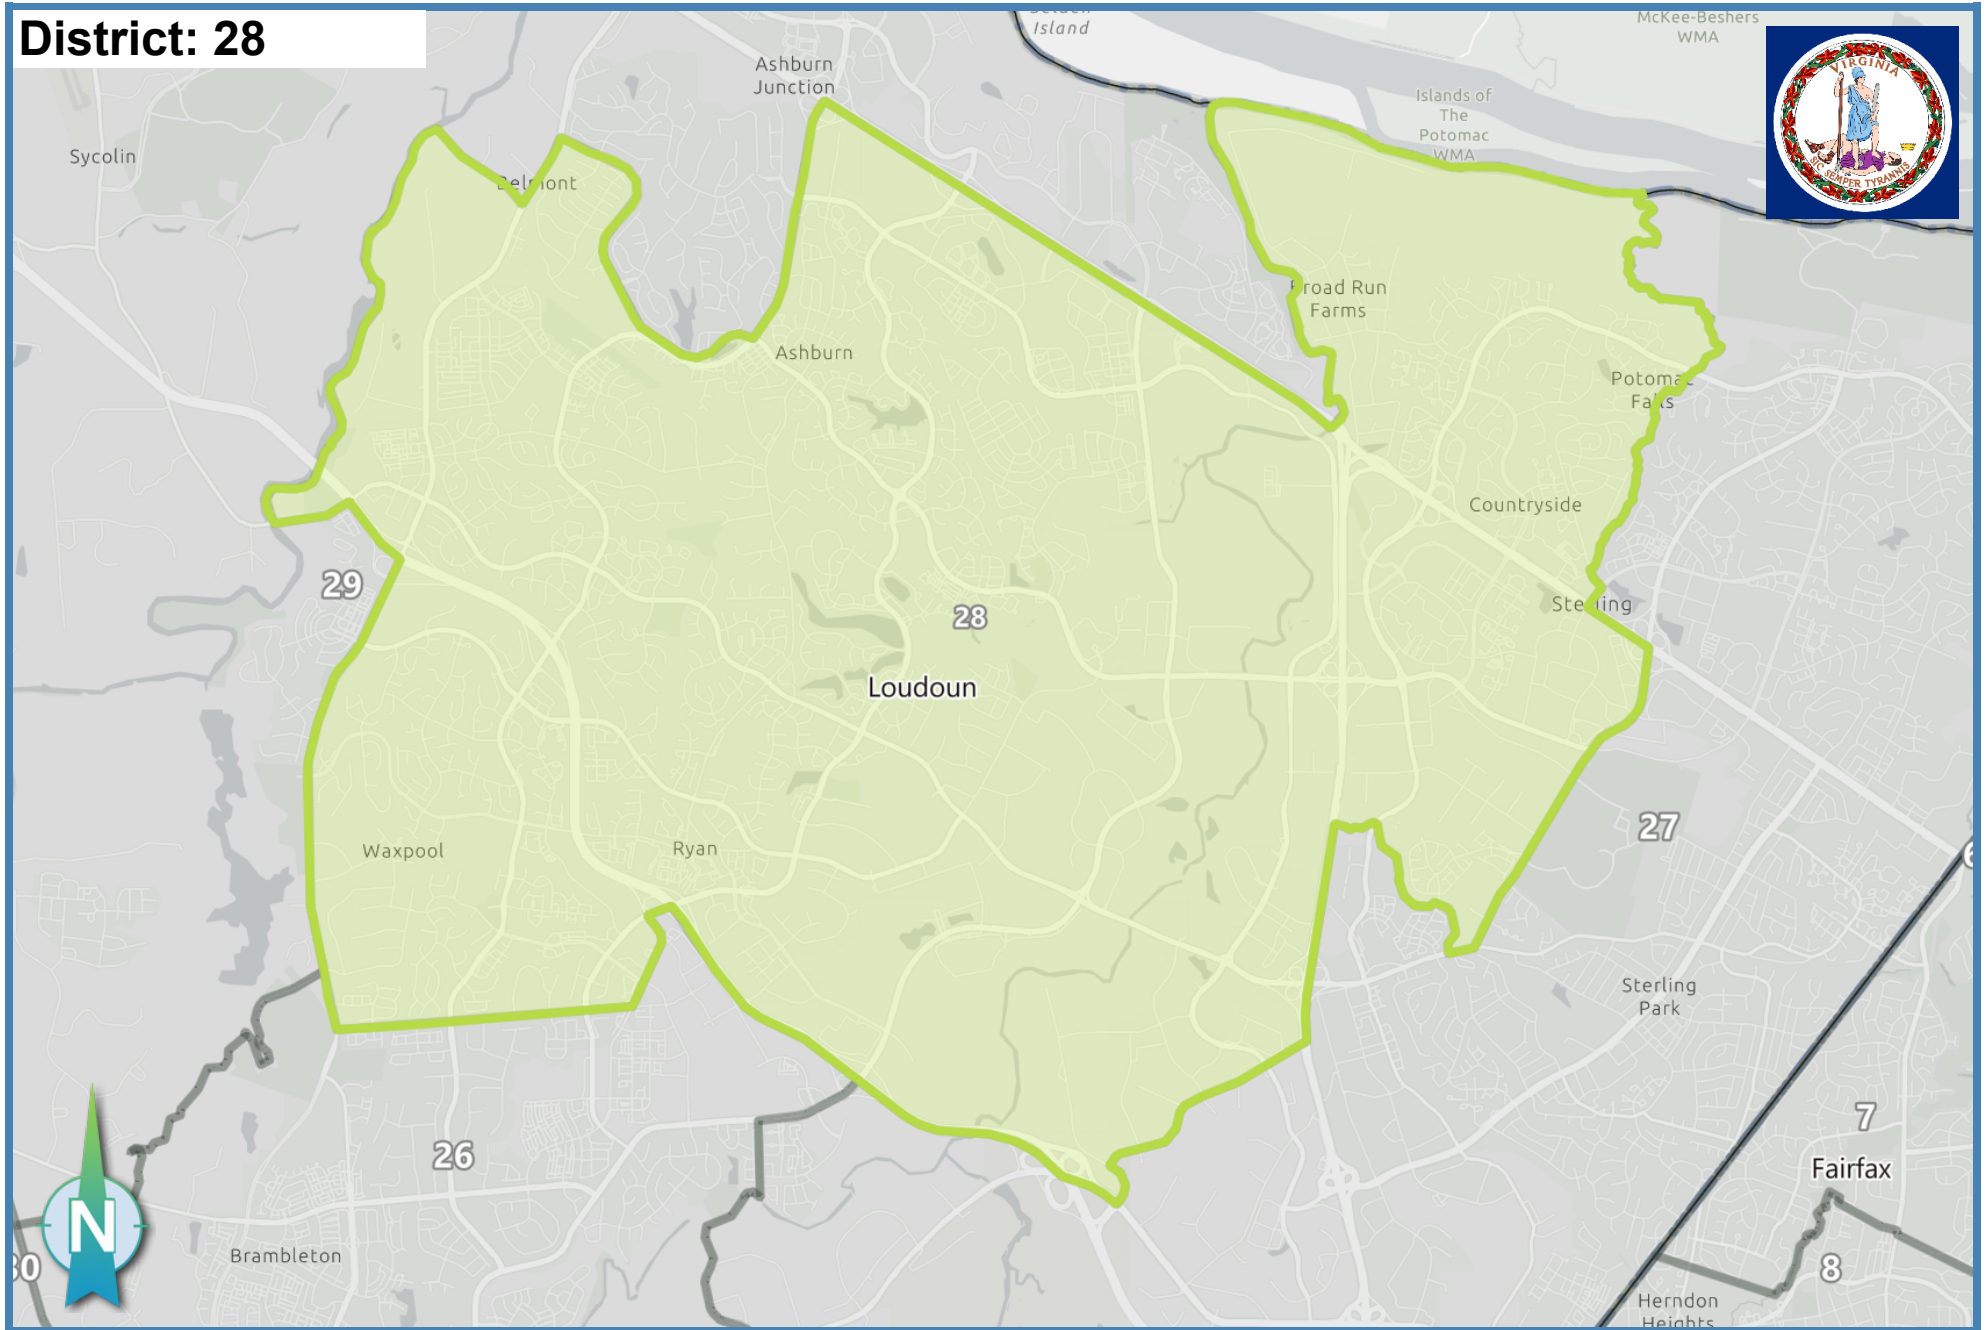 District: 28
Island
McKee-Beshers
WMA
VIRGINIA
SIC SEMPER TYRANNIS
Ashburn
Junction
Islands of
The
Potomac
WMA
Sycolin
Belmont
Broad Run
Farms
Ashburn
Potomac
Falls
Countryside
29
28
Sterling
Loudoun
27
Waxpool
Ryan
Sterling
Park
7
26
Fairfax
N
Brambleton
8
Herndon
Heights